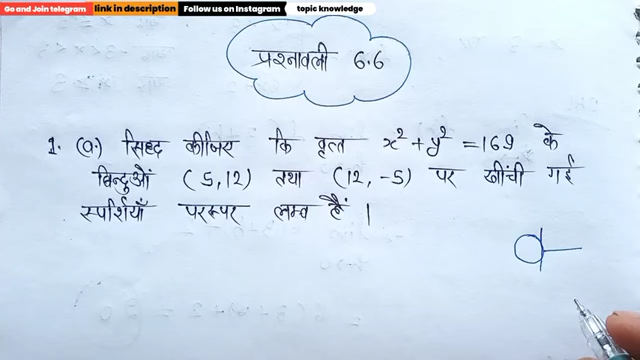 Go and Join telegram link in description Follow us on Instagram topic knowledge
प्रश्नावली 6.6
1. (a.) सिद्ध कीजिए कि वृत्त x² + y² = 169 के
बिन्दुओं (5, 12) तथा (12, -5) पर खींची गई
स्पर्शियाँ परस्पर लम्ब हैं ।